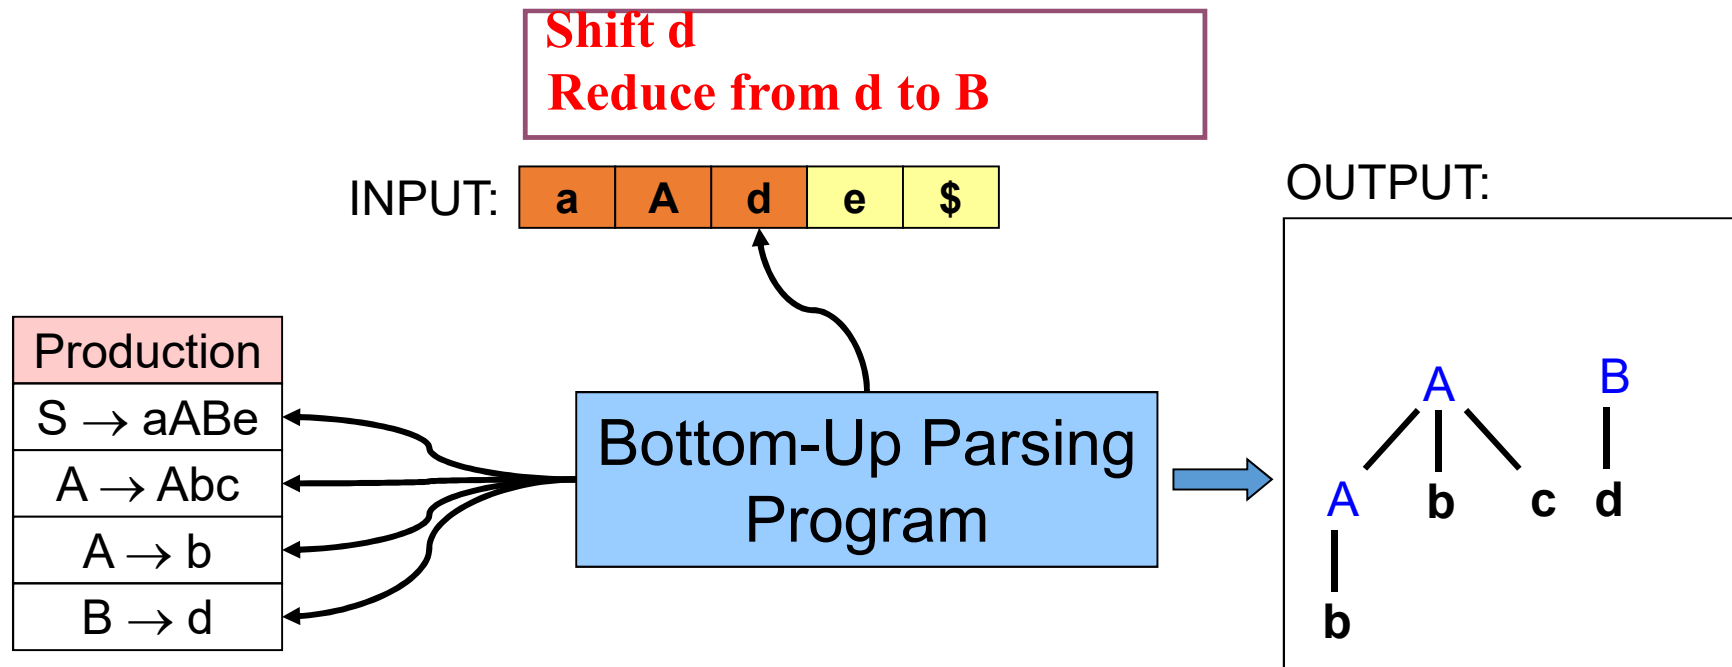 Shift d
Reduce from d to B
INPUT: a A d e $
OUTPUT:
Production
S → aABe
A → Abc
A → b
B → d
Bottom-Up Parsing
Program
A B
A b c d
b